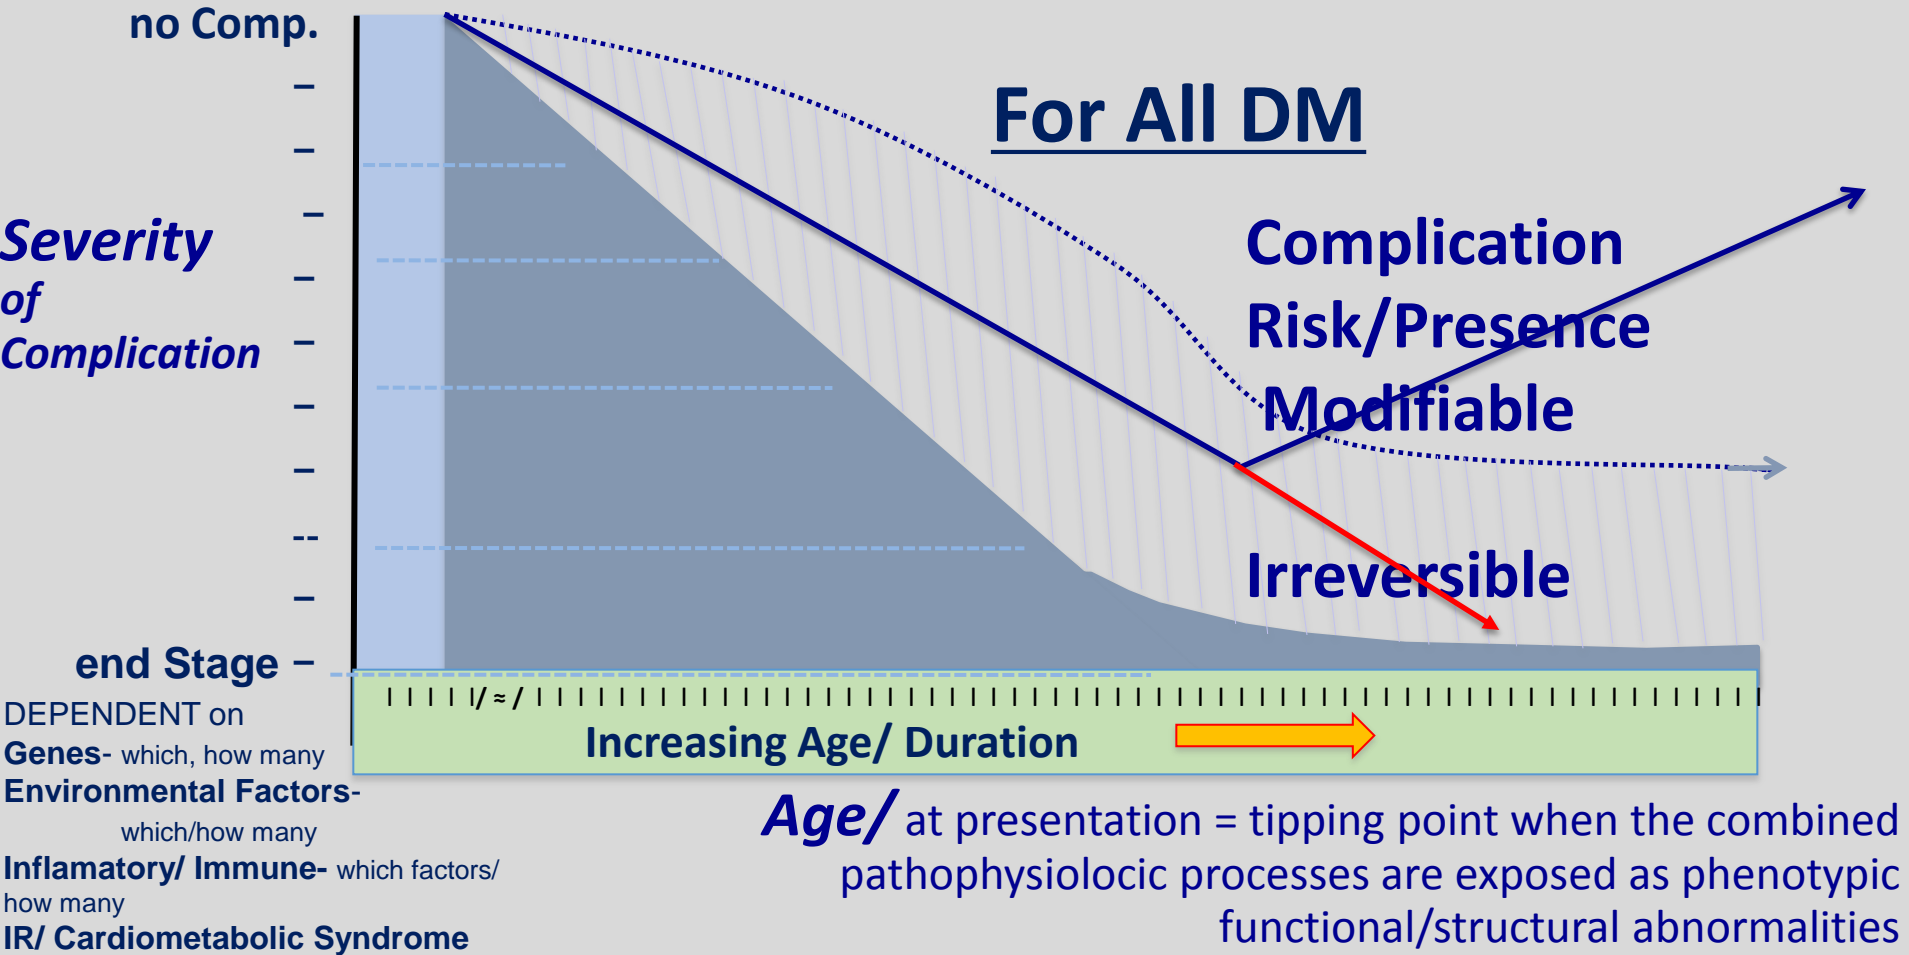 no Comp.
For All DM
Severity
of
Complication
Complication
Risk/Presence
Modifiable
Irreversible
end Stage
/ ≈ /
Increasing Age/ Duration
DEPENDENT on
Genes- which, how many
Environmental Factors-
which/how many
Inflamatory/ Immune- which factors/
how many
IR/ Cardiometabolic Syndrome
Age/ at presentation = tipping point when the combined
pathophysiolocic processes are exposed as phenotypic
functional/structural abnormalities